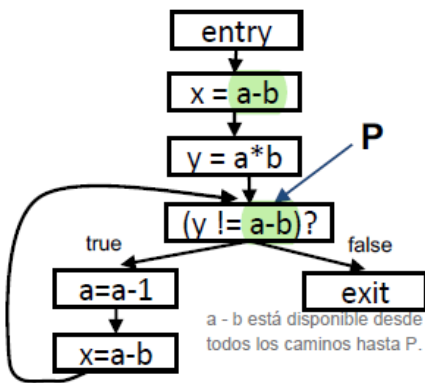 entry
x = a-b
P
y = a*b
(y != a-b)?
true
false
a=a-1
exit
a - b está disponible desde
todos los caminos hasta P.
x=a-b